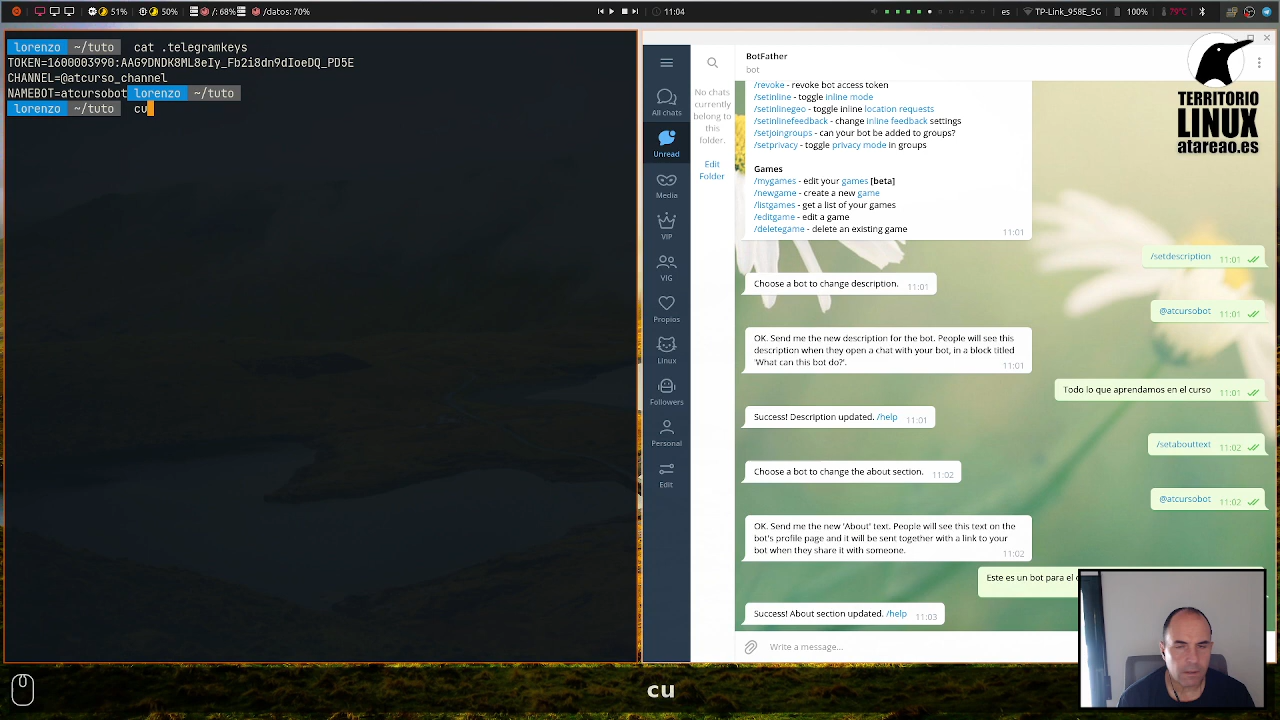 51% 50% /:68% /datos: 70% 11:04 es TP-Link_958E_5G 100% 79°C
lorenzo ~/tuto cat .telegramkeys
CHANNEL=@atcurso_channel
NAMEBOT=atcursobot lorenzo ~/tuto
lorenzo ~/tuto cu
All chats
Unread
Media
VIP
VIG
Propios
Linux
Followers
Personal
Edit
No chats
currently
belong to
this
folder.
Edit
Folder
BotFather
bot
/revoke - revoke bot access token
/setinline - toggle inline mode
/setinlinegeo - toggle inline location requests
/setinlinefeedback - change inline feedback settings
/setjoingroups - can your bot be added to groups?
/setprivacy - toggle privacy mode in groups
Games
/mygames - edit your games [beta]
/newgame - create a new game
/listgames - get a list of your games
/editgame - edit a game
/deletegame - delete an existing game
11:01
/setdescription 11:01
Choose a bot to change description. 11:01
@atcursobot 11:01
OK. Send me the new description for the bot. People will see this
description when they open a chat with your bot, in a block titled
'What can this bot do?'. 11:01
Todo lo que aprendamos en el curso 11:01
Success! Description updated. /help 11:01
/setabouttext 11:02
Choose a bot to change the about section. 11:02
@atcursobot 11:02
OK. Send me the new 'About' text. People will see this text on the
bot's profile page and it will be sent together with a link to your
bot when they share it with someone. 11:02
Este es un bot para el
Success! About section updated. /help 11:03
Write a message...
TERRITORIO
LINUX
atareao.es
cu